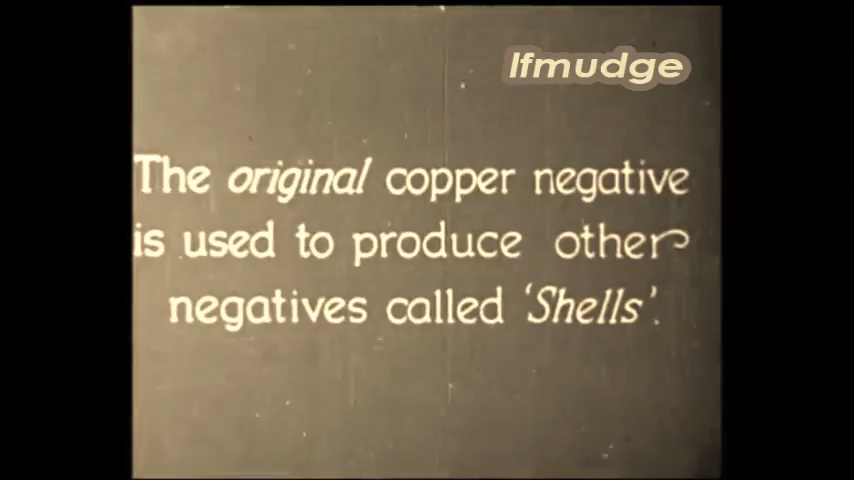 lfmudge
The original copper negative
is used to produce other
negatives called 'Shells'.